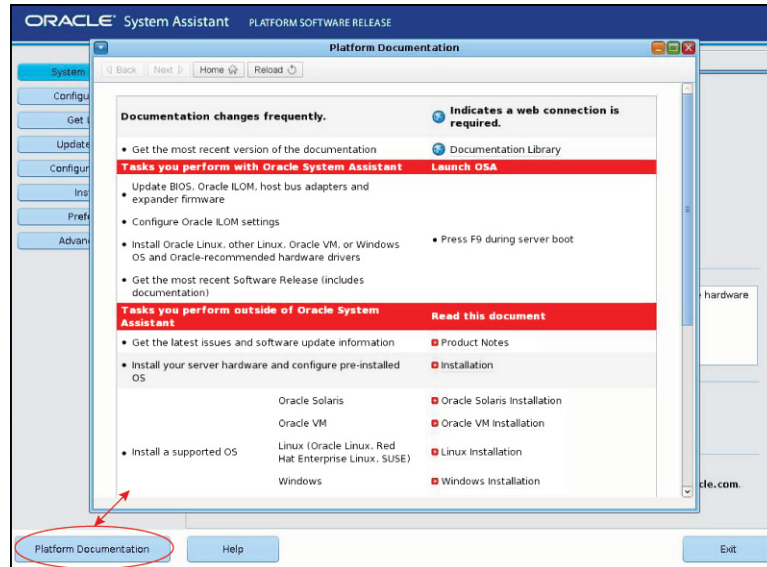 ORACLE System Assistant PLATFORM SOFTWARE RELEASE
Platform Documentation
Back Next Home Reload
System
Configu
Get
Update
Configur
Ins
Prefe
Advan
Documentation changes frequently.
Indicates a web connection is
required.
• Get the most recent version of the documentation
Documentation Library
Tasks you perform with Oracle System Assistant
Launch OSA
• Update BIOS, Oracle ILOM, host bus adapters and
expander firmware
• Configure Oracle ILOM settings
• Install Oracle Linux, other Linux, Oracle VM, or Windows
OS and Oracle-recommended hardware drivers
• Press F9 during server boot
• Get the most recent Software Release (includes
documentation)
Tasks you perform outside of Oracle System
Assistant
Read this document
• Get the latest issues and software update information
Product Notes
• Install your server hardware and configure pre-installed
OS
Installation
• Install a supported OS
Oracle Solaris
Oracle Solaris Installation
Oracle VM
Oracle VM Installation
Linux (Oracle Linux, Red
Hat Enterprise Linux, SUSE)
Linux Installation
Windows
Windows Installation
hardware
cle.com.
Platform Documentation
Help
Exit